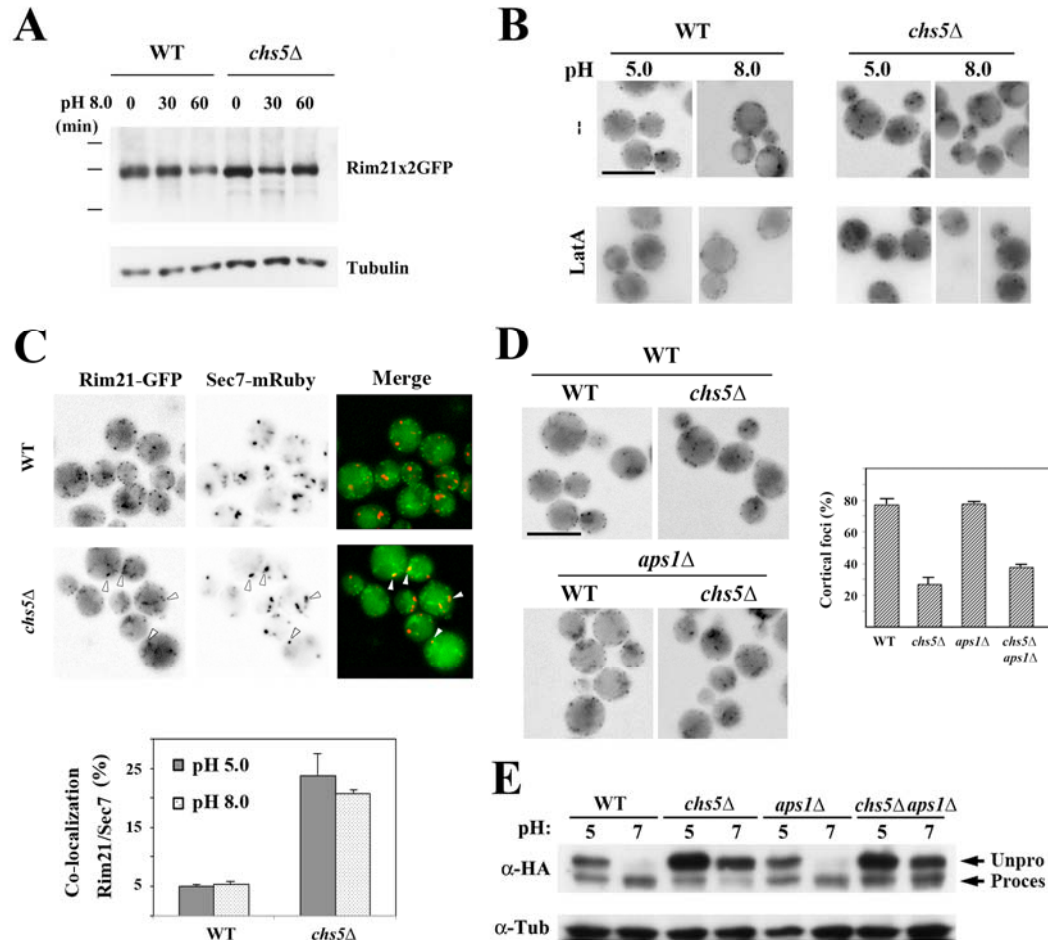 A
WT chs5Δ
pH 8.0 0 30 60 0 30 60
(min)
Rim21x2GFP
Tubulin
B
WT chs5Δ
pH 5.0 8.0 5.0 8.0
--
LatA
C
Rim21-GFP Sec7-mRuby Merge
WT
chs5Δ
Co-localization
Rim21/Sec7 (%)
25
15
5
pH 5.0
pH 8.0
WT chs5Δ
D
WT
WT chs5Δ
aps1Δ
WT chs5Δ
Cortical foci (%)
80
60
40
20
WT chs5Δ aps1Δ chs5Δ
aps1Δ
E
WT chs5Δ aps1Δ chs5Δ aps1Δ
pH: 5 7 5 7 5 7 5 7
α-HA
Unpro
Proces
α-Tub